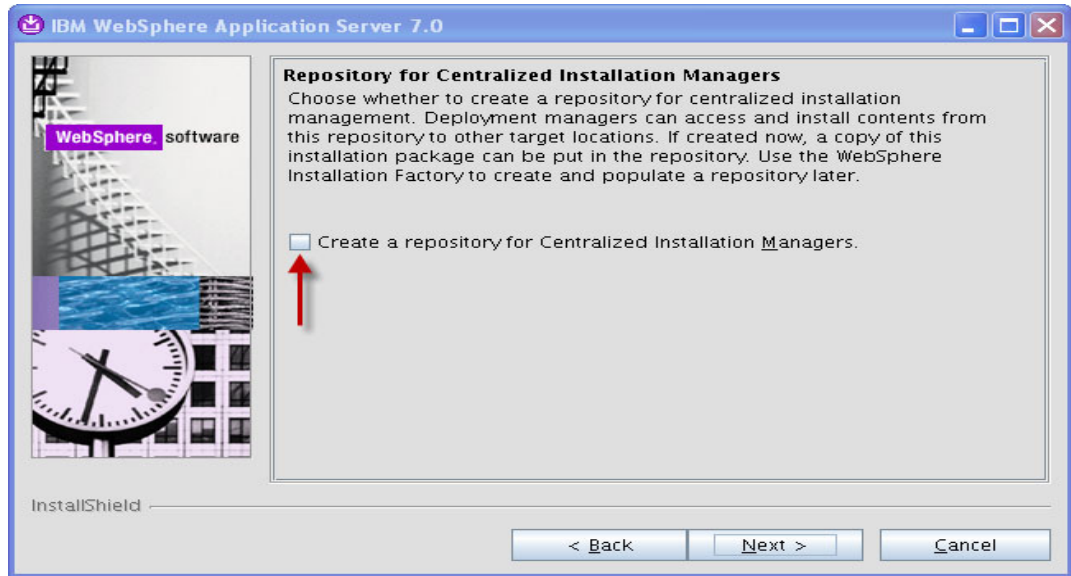 IBM WebSphere Application Server 7.0
Repository for Centralized Installation Managers
Choose whether to create a repository for centralized installation
management. Deployment managers can access and install contents from
this repository to other target locations. If created now, a copy of this
installation package can be put in the repository. Use the WebSphere
Installation Factory to create and populate a repository later.
WebSphere. software
Create a repository for Centralized Installation Managers.
InstallShield
< Back Next > Cancel